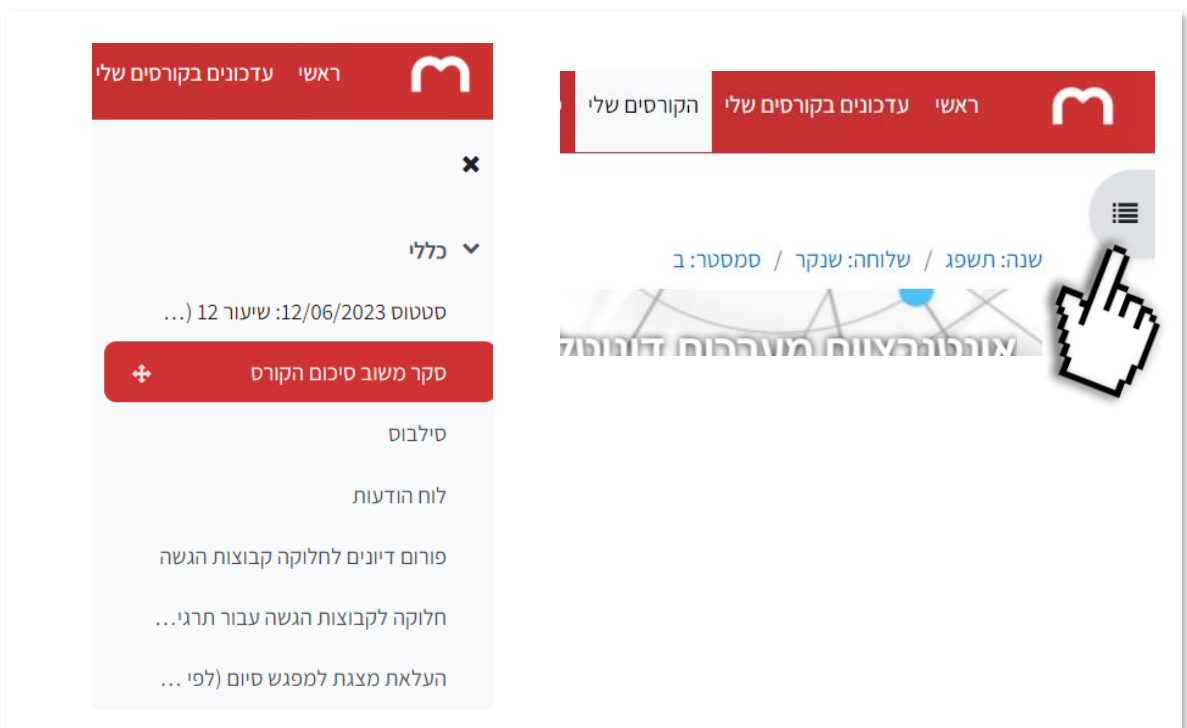 ראשי עדכונים בקורסים שלי הקורסים שלי
שנה: תשפג / שלוחה: שנקר / סמסטר: ב
ראשי עדכונים בקורסים שלי
כללי
סטטוס 12/06/2023: שיעור 12 (...
סקר משוב סיכום הקורס
סילבוס
לוח הודעות
פורום דיונים לחלוקה קבוצות הגשה
חלוקה לקבוצות הגשה עבור תרגי...
העלאת מצגת למפגש סיום (לפי ...